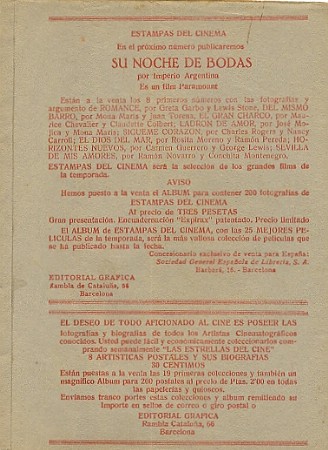 ESTAMPAS DEL CINEMA
En el próximo número publicaremos
SU NOCHE DE BODAS
por Imperio Argentina
Es un film Paramount
Están a la venta los 8 primeros números con las fotografías y
argumento de ROMANCE, por Greta Garbo y Lewis Stone, DEL MISMO
BARRO, por Mona Maris y Juan Torena, EL GRAN CHARCO, por Mau-
rice Chevalier y Claudette Colbert; LADRON DE AMOR, por José Mo-
jica y Mona Maris; SIGUEME CORAZON, por Charles Rogers y Nancy
Carroll; EL DIOS DEL MAR, por Rosita Moreno y Ramón Pereda; HO-
RIZONTES NUEVOS, por Carmen Guerrero y George Lewis; SEVILLA
DE MIS AMORES, por Ramón Novarro y Conchita Montenegro.
ESTAMPAS DEL CINEMA será la selección de los grandes films de
la temporada.
AVISO
Hemos puesto a la venta el ALBUM para contener 200 fotografías de
ESTAMPAS DEL CINEMA
Al precio de TRES PESETAS
Gran presentación. Encuadernación "Expirex" patentado. Precio limitado
El ALBUM de ESTAMPAS DEL CINEMA, con las 25 MEJORES PE-
LICULAS de la temporada, será la más valiosa colección de películas que
se ha publicado hasta la fecha.
Concesionario exclusivo de venta para España:
Sociedad General Española de Librería, S. A.
Barbará, 16. - Barcelona
EDITORIAL GRAFICA
Rambla de Cataluña, 66
Barcelona
EL DESEO DE TODO AFICIONADO AL CINE ES POSEER LAS
fotografías y biografías de todos los Artistas Cinematográficos
conocidos. Usted puede fácil y económicamente coleccionarlos com-
prando semanalmente "LAS ESTRELLAS DEL CINE"
8 ARTISTICAS POSTALES Y SUS BIOGRAFIAS
30 CENTIMOS
Están puestas a la venta las 19 primeras colecciones y también un
magnífico Album para 200 postales al precio de Ptas. 2'00 en todas
las papelerías y quioscos.
Enviamos franco portes estas colecciones y album remitiendo su
importe en sellos de correo o giro postal a
EDITORIAL GRAFICA
Rambla Cataluña, 66
Barcelona